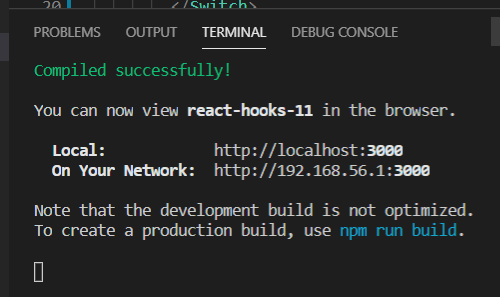 20 </Switch>
PROBLEMS OUTPUT TERMINAL DEBUG CONSOLE
Compiled successfully!
You can now view react-hooks-11 in the browser.
Local: http://localhost:3000
On Your Network: http://192.168.56.1:3000
Note that the development build is not optimized.
To create a production build, use npm run build.